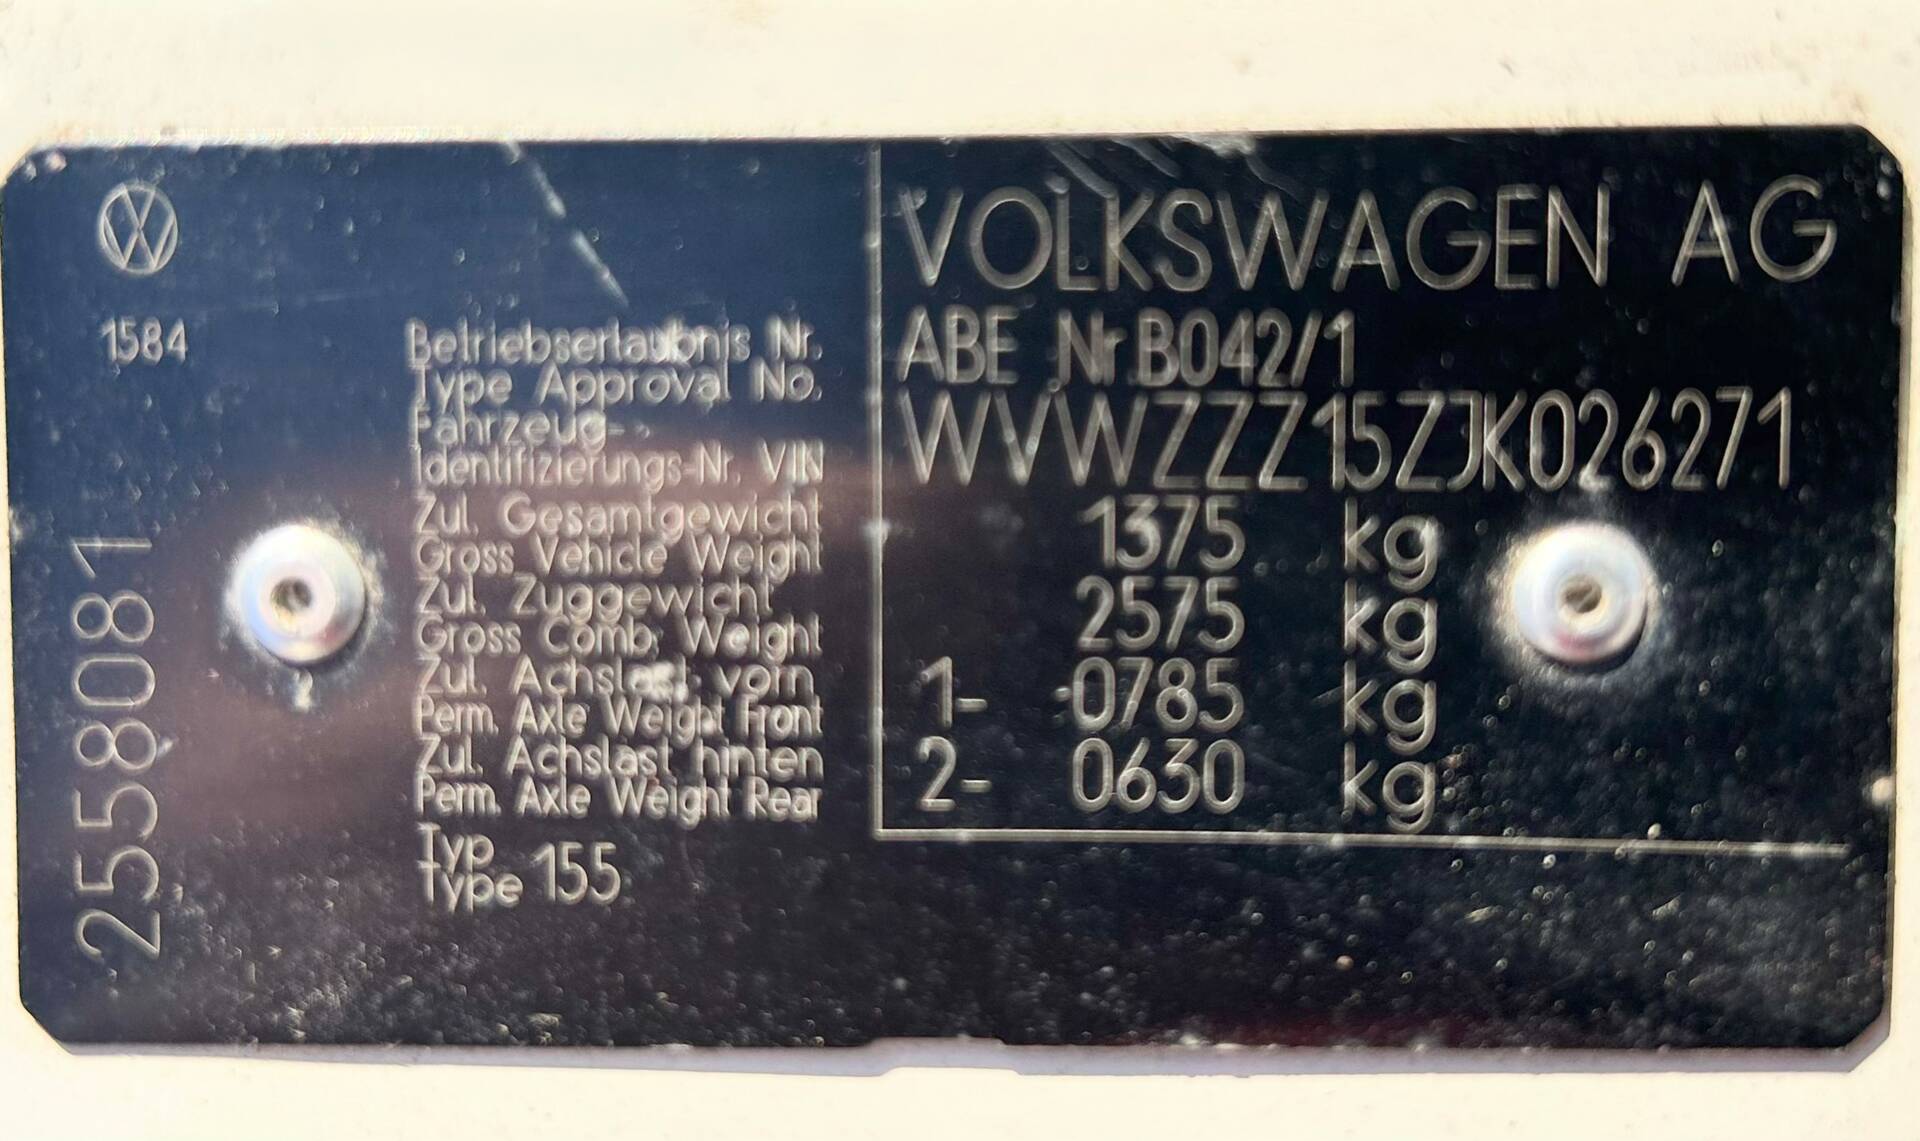 1584
2558081
VOLKSWAGEN AG
Betriebserlaubnis Nr.
Type Approval No.
ABE Nr. B042/1
Fahrzeug-
Identifizierungs-Nr. VIN
WVWZZZ15ZJK026271
Zul. Gesamtgewicht
Gross Vehicle Weight
1375 kg
Zul. Zuggewicht
Gross Comb. Weight
2575 kg
Zul. Achslast vorn
Perm. Axle Weight Front
1- 0785 kg
Zul. Achslast hinten
Perm. Axle Weight Rear
2- 0630 kg
Typ
Type 155